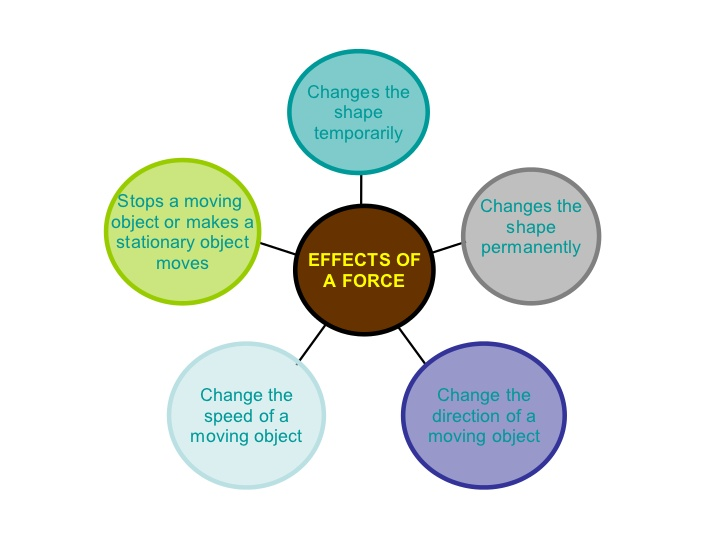 Changes the
shape
temporarily
Stops a moving
object or makes a
stationary object
moves
Changes the
shape
permanently
EFFECTS OF
A FORCE
Change the
speed of a
moving object
Change the
direction of a
moving object